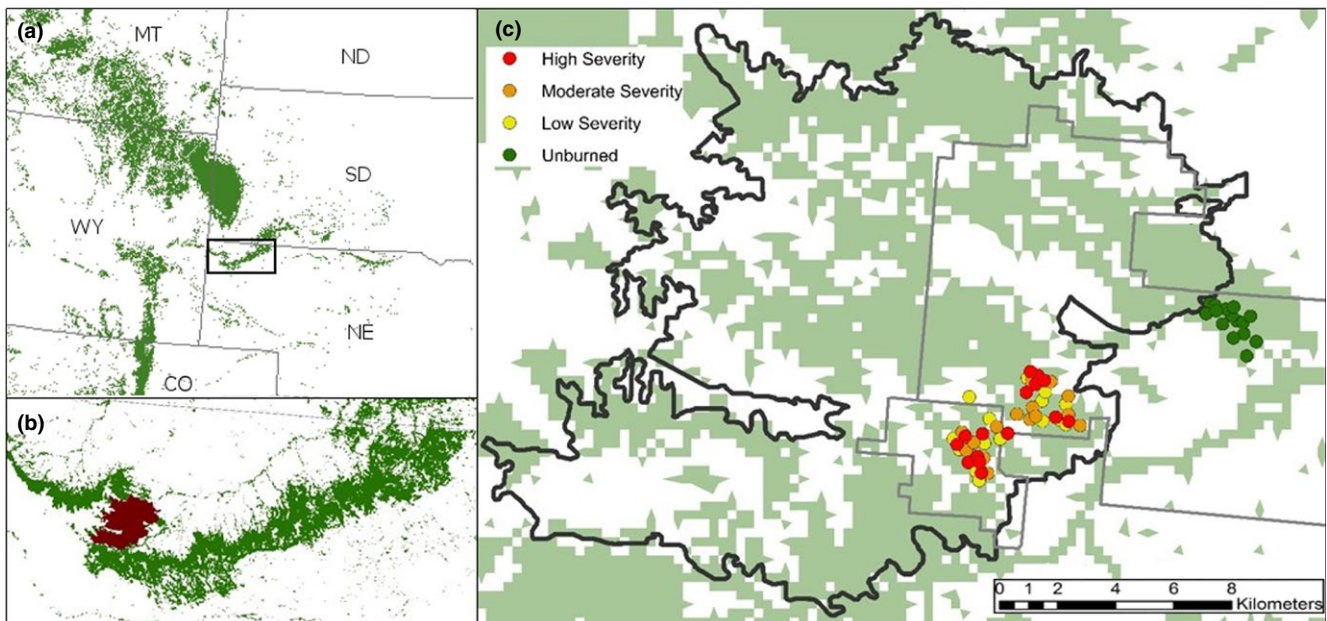 (a)
MT
ND
SD
WY
NE
CO
(b)
(c)
High Severity
Moderate Severity
Low Severity
Unburned
0 1 2 4 6 8
Kilometers